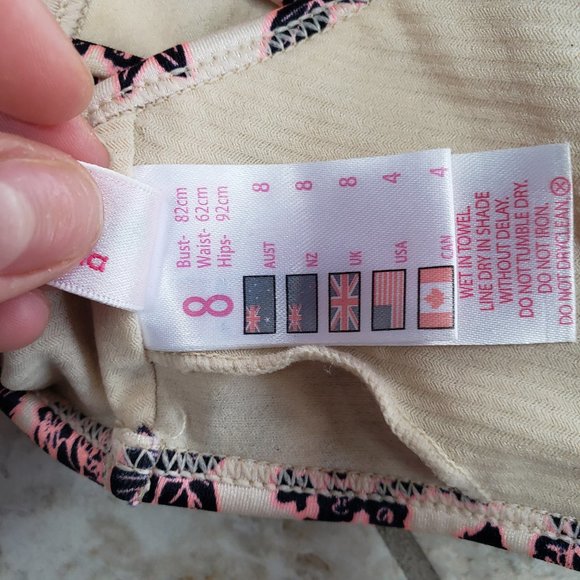 a
8
Bust- 82cm
Waist- 62cm
Hips- 92cm
AUST 8
NZ 8
UK 8
USA 4
CAN 4
WET IN TOWEL.
LINE DRY IN SHADE
WITHOUT DELAY.
DO NOT TUMBLE DRY.
DO NOT IRON.
DO NOT DRYCLEAN